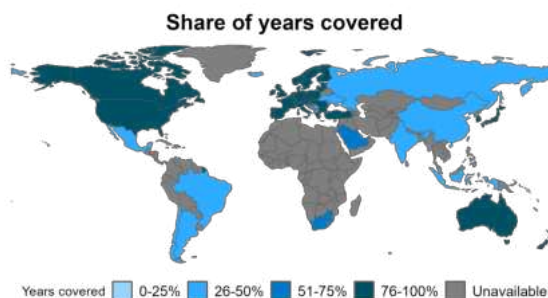 Share of years covered
Years covered 0-25% 26-50% 51-75% 76-100% Unavailable